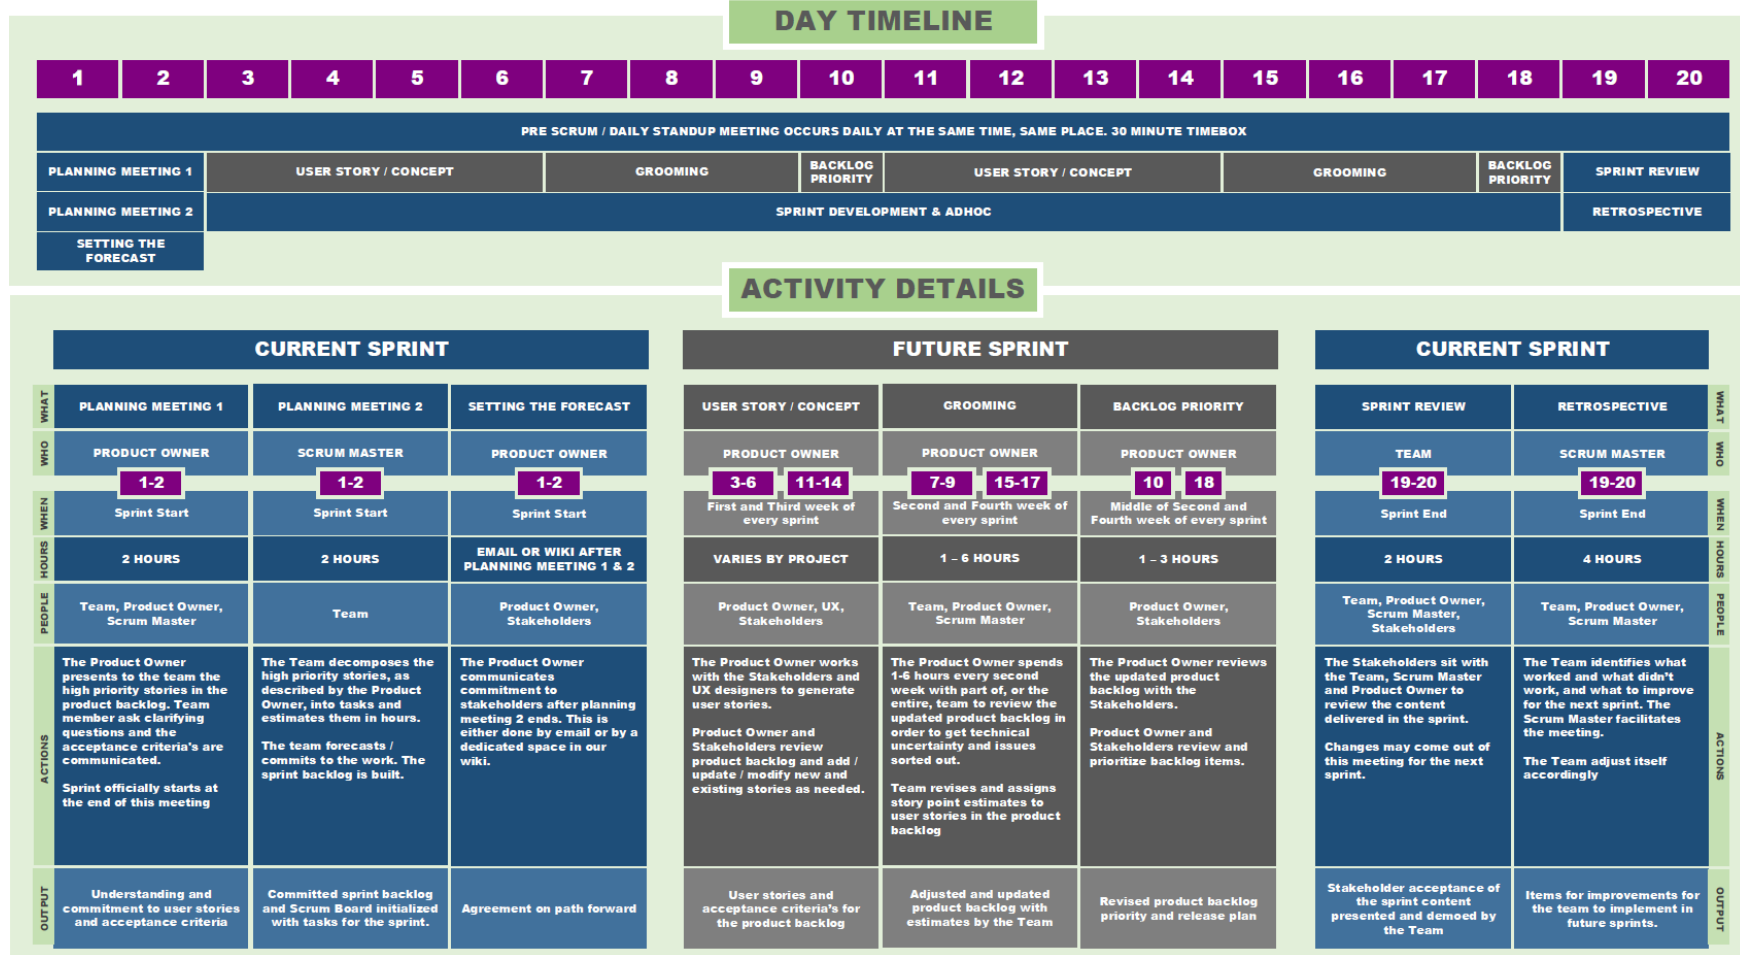 DAY TIMELINE
1 2 3 4 5 6 7 8 9 10 11 12 13 14 15 16 17 18 19 20
PRE SCRUM / DAILY STANDUP MEETING OCCURS DAILY AT THE SAME TIME, SAME PLACE. 30 MINUTE TIMEBOX
PLANNING MEETING 1
USER STORY / CONCEPT
GROOMING
BACKLOG
PRIORITY
USER STORY / CONCEPT
GROOMING
BACKLOG
PRIORITY
SPRINT REVIEW
PLANNING MEETING 2
SPRINT DEVELOPMENT & ADHOC
RETROSPECTIVE
SETTING THE
FORECAST
ACTIVITY DETAILS
CURRENT SPRINT
FUTURE SPRINT
CURRENT SPRINT
WHAT
PLANNING MEETING 1
PLANNING MEETING 2
SETTING THE FORECAST
USER STORY / CONCEPT
GROOMING
BACKLOG PRIORITY
SPRINT REVIEW
RETROSPECTIVE
WHAT
WHO
PRODUCT OWNER
SCRUM MASTER
PRODUCT OWNER
PRODUCT OWNER
PRODUCT OWNER
PRODUCT OWNER
TEAM
SCRUM MASTER
WHO
1-2
1-2
1-2
3-6
11-14
7-9
15-17
10
18
19-20
19-20
WHEN
Sprint Start
Sprint Start
Sprint Start
First and Third week of
every sprint
Second and Fourth week of
every sprint
Middle of Second and
Fourth week of every sprint
Sprint End
Sprint End
WHEN
HOURS
2 HOURS
2 HOURS
EMAIL OR WIKI AFTER
PLANNING MEETING 1 & 2
VARIES BY PROJECT
1 – 6 HOURS
1 – 3 HOURS
2 HOURS
4 HOURS
HOURS
PEOPLE
Team, Product Owner,
Scrum Master
Team
Product Owner,
Stakeholders
Product Owner, UX,
Stakeholders
Team, Product Owner,
Scrum Master
Product Owner,
Stakeholders
Team, Product Owner,
Scrum Master,
Stakeholders
Team, Product Owner,
Scrum Master
PEOPLE
ACTIONS
The Product Owner
presents to the team the
high priority stories in the
product backlog. Team
member ask clarifying
questions and the
acceptance criteria's are
communicated.
Sprint officially starts at
the end of this meeting
The Team decomposes the
high priority stories, as
described by the Product
Owner, into tasks and
estimates them in hours.
The team forecasts /
commits to the work. The
sprint backlog is built.
The Product Owner
communicates
commitment to
stakeholders after planning
meeting 2 ends. This is
either done by email or by a
dedicated space in our
wiki.
The Product Owner works
with the Stakeholders and
UX designers to generate
user stories.
Product Owner and
Stakeholders review
product backlog and add /
update / modify new and
existing stories as needed.
The Product Owner spends
1-6 hours every second
week with part of, or the
entire, team to review the
updated product backlog in
order to get technical
uncertainty and issues
sorted out.
Team revises and assigns
story point estimates to
user stories in the product
backlog
The Product Owner reviews
the updated product
backlog with the
Stakeholders.
Product Owner and
Stakeholders review and
prioritize backlog items.
The Stakeholders sit with
the Team, Scrum Master
and Product Owner to
review the content
delivered in the sprint.
Changes may come out of
this meeting for the next
sprint.
The Team identifies what
worked and what didn't
work, and what to improve
for the next sprint. The
Scrum Master facilitates
the meeting.
The Team adjust itself
accordingly
ACTIONS
OUTPUT
Understanding and
commitment to user stories
and acceptance criteria
Committed sprint backlog
and Scrum Board initialized
with tasks for the sprint.
Agreement on path forward
User stories and
acceptance criteria's for
the product backlog
Adjusted and updated
product backlog with
estimates by the Team
Revised product backlog
priority and release plan
Stakeholder acceptance of
the sprint content
presented and demoed by
the Team
Items for improvements for
the team to implement in
future sprints.
OUTPUT